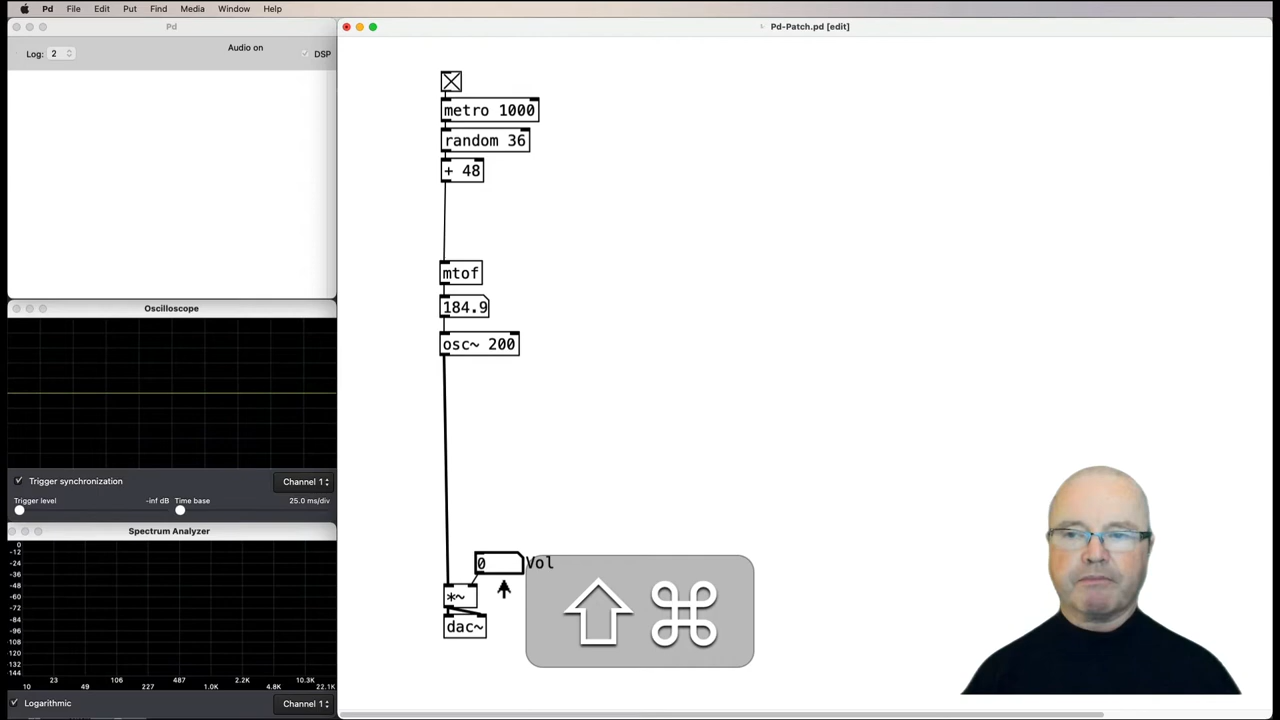 Pd File Edit Put Find Media Window Help
Pd
Log: 2
Audio on
DSP
Oscilloscope
Trigger synchronization
Channel 1
Trigger level
-inf dB
Time base
25.0 ms/div
Spectrum Analyzer
0
-12
-24
-36
-48
-60
-72
-84
-96
-108
-120
-132
-144
23 106 487 2.2K 10.3K
10 49 227 1.0K 4.8K 22.1K
Logarithmic
Channel 1
Pd-Patch.pd [edit]
metro 1000
random 36
+ 48
mtof
184.9
osc~ 200
0 Vol
*~
dac~
⇧ ⌘